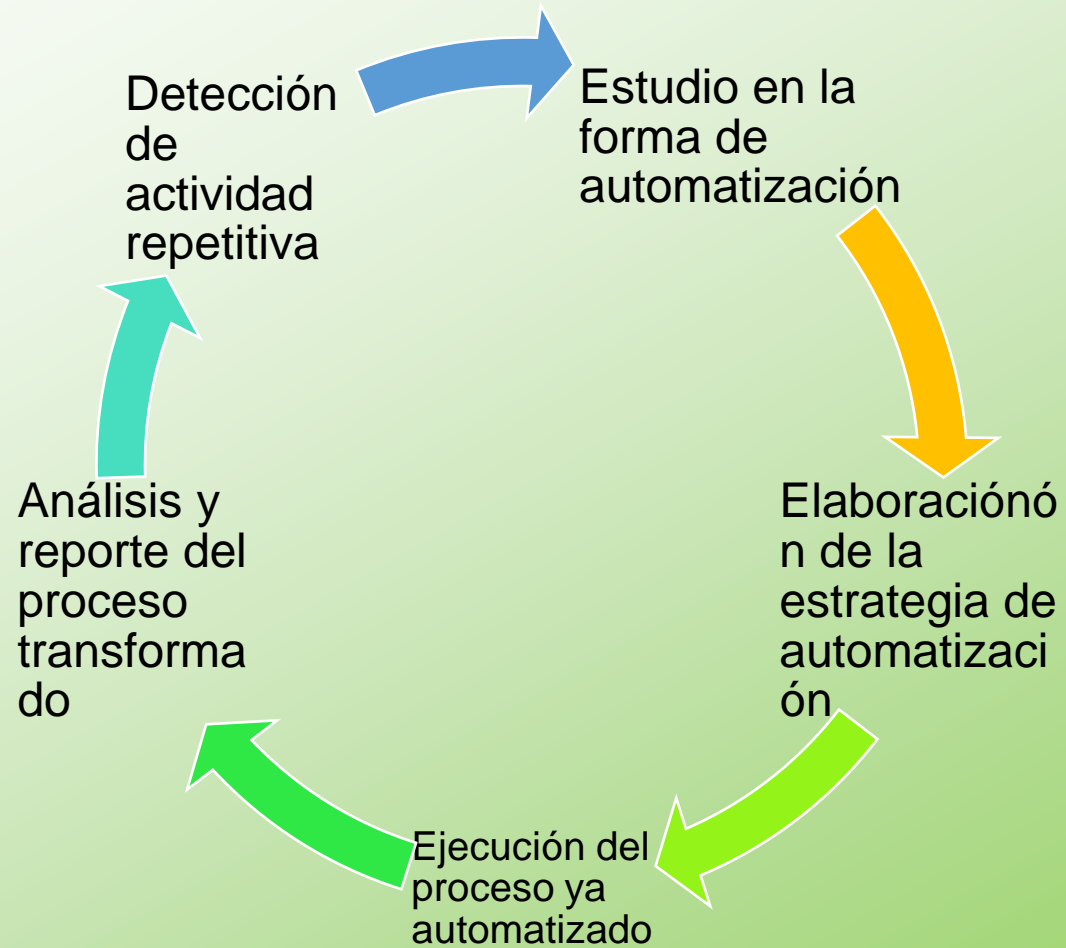 Detección
de
actividad
repetitiva
Estudio en la
forma de
automatización
Elaboraciónó
n de la
estrategia de
automatizaci
ón
Ejecución del
proceso ya
automatizado
Análisis y
reporte del
proceso
transforma
do